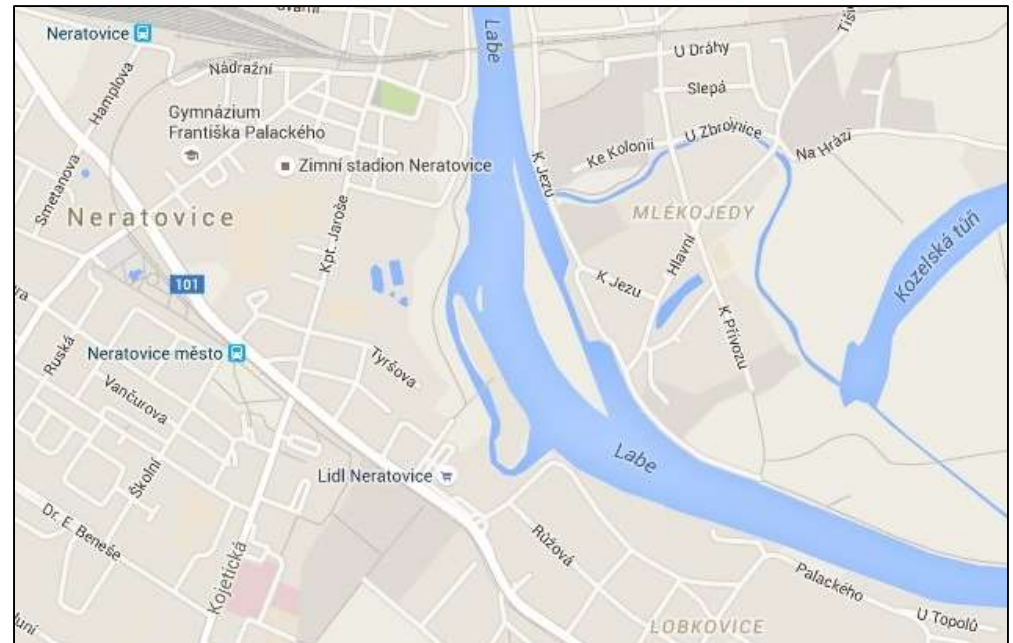 Neratovice
Nádražní
Hamplova
Gymnázium
Františka Palackého
Zimní stadion Neratovice
Smetanova
Neratovice
Kpt. Jaroše
101
Neratovice město
Ruská
Vančurova
Tyršova
Školní
Lidl Neratovice
Dr. E. Beneše
Kojetická
Labe
U Dráhy
Slepá
U Zbrojnice
Ke Kolonii
Na Hrázi
K Jezu
MLÉKOJEDY
Hlavní
K Jezu
K Přívozu
Kozelská tůň
Labe
Růžová
Palackého
U Topolů
LOBKOVICE